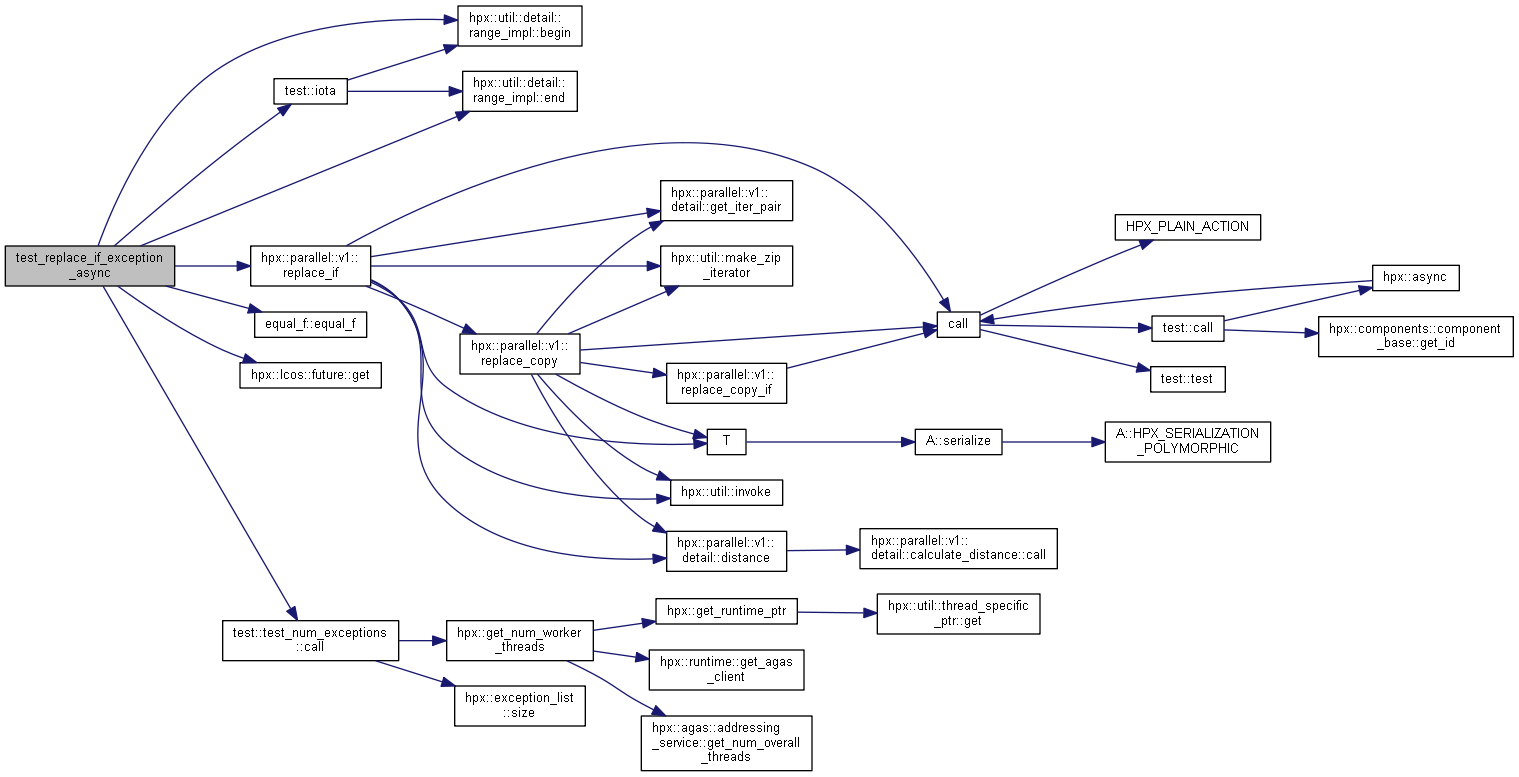 hpx::util::detail::
range_impl::begin
test::iota
hpx::util::detail::
range_impl::end
test_replace_if_exception
_async
hpx::parallel::v1::
replace_if
equal_f::equal_f
hpx::lcos::future::get
hpx::parallel::v1::
detail::get_iter_pair
hpx::util::make_zip
_iterator
hpx::parallel::v1::
replace_copy
hpx::parallel::v1::
replace_copy_if
call
HPX_PLAIN_ACTION
hpx::async
test::call
hpx::components::component
_base::get_id
test::test
T
A::serialize
A::HPX_SERIALIZATION
_POLYMORPHIC
hpx::util::invoke
hpx::parallel::v1::
detail::distance
hpx::parallel::v1::
detail::calculate_distance::call
test::test_num_exceptions
::call
hpx::get_num_worker
_threads
hpx::get_runtime_ptr
hpx::util::thread_specific
_ptr::get
hpx::runtime::get_agas
_client
hpx::exception_list
::size
hpx::agas::addressing
_service::get_num_overall
_threads